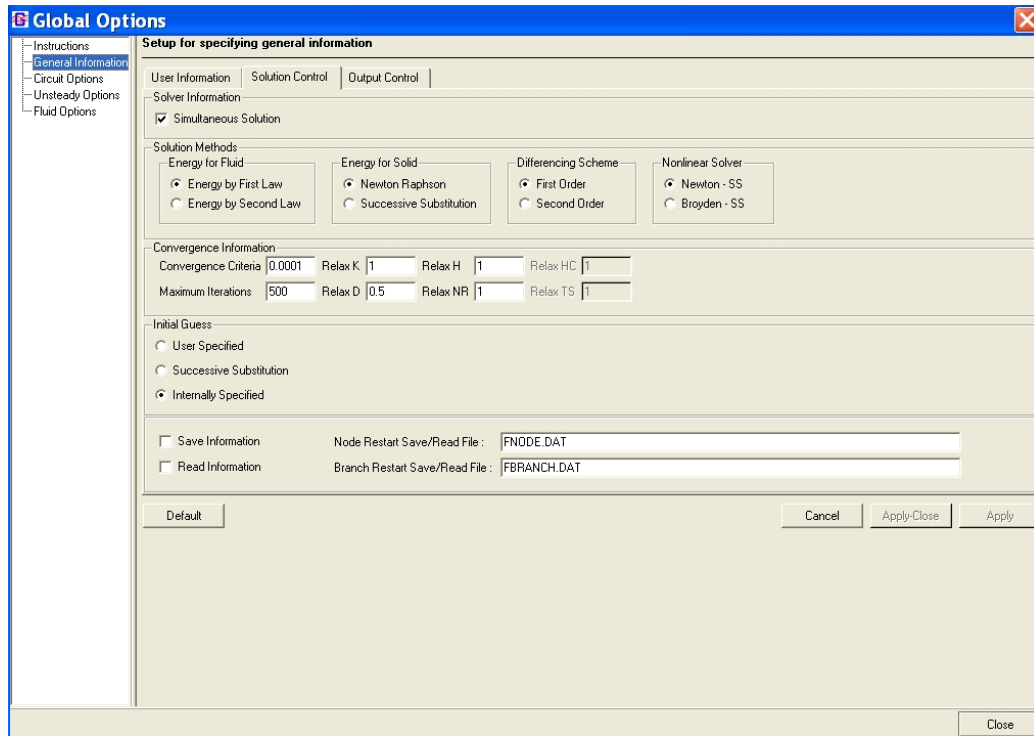 Global Options
Instructions
General Information
Circuit Options
Unsteady Options
Fluid Options
Setup for specifying general information
User Information Solution Control Output Control
Solver Information
Simultaneous Solution
Solution Methods
Energy for Fluid Energy for Solid Differencing Scheme Nonlinear Solver
Energy by First Law Newton Raphson First Order Newton - SS
Energy by Second Law Successive Substitution Second Order Broyden - SS
Convergence Information
Convergence Criteria 0.0001 Relax K 1 Relax H 1 Relax HC 1
Maximum Iterations 500 Relax D 0.5 Relax NR 1 Relax TS 1
Initial Guess
User Specified
Successive Substitution
Internally Specified
Save Information Node Restart Save/Read File : FNODE.DAT
Read Information Branch Restart Save/Read File : FBRANCH.DAT
Default Cancel Apply-Close Apply
Close